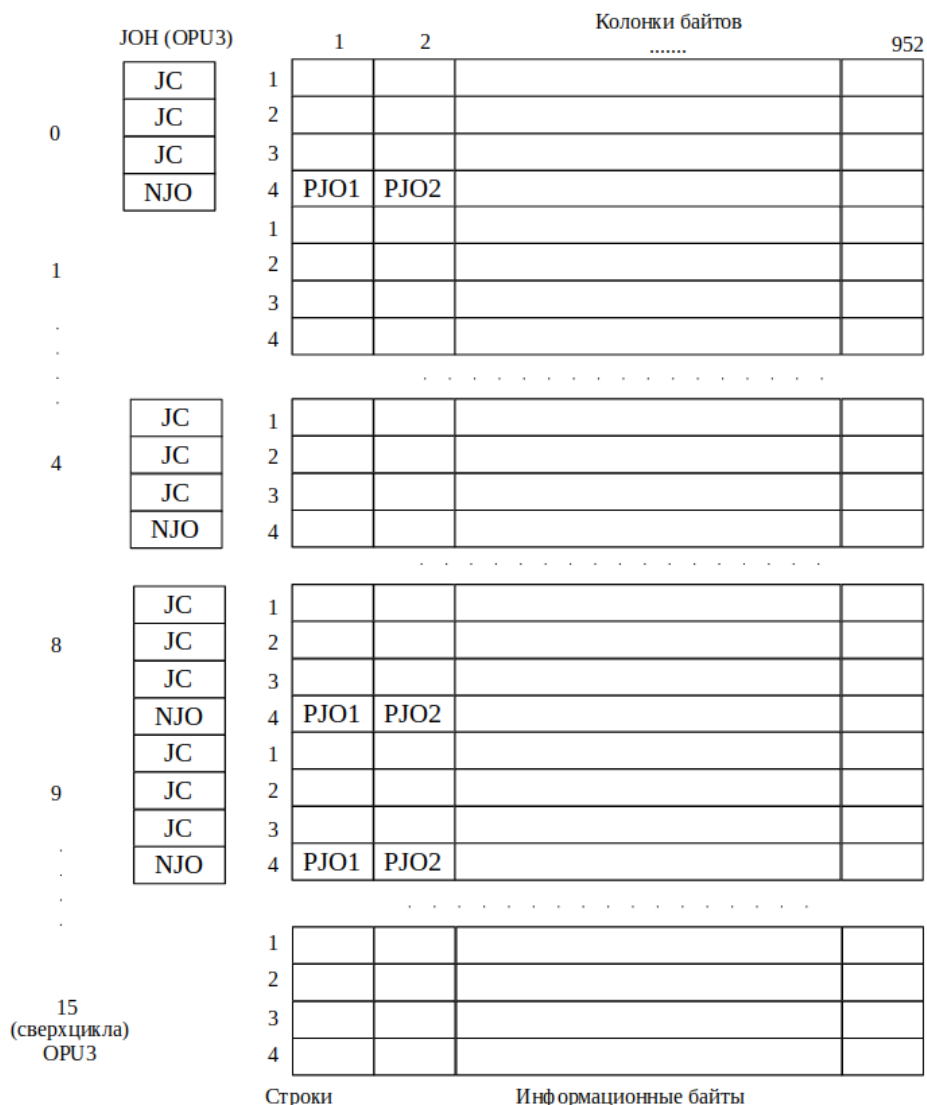 Колонки байтов
JOH (OPU3) 1 2 ....... 952
JC 1
JC 2
0
JC 3
NJO 4 PJO1 PJO2
1
1 2
3
. 4
.
. . . . . . . . . . . . . . . . . .
.
JC 1
4 JC 2
JC 3
NJO 4
. . . . . . . . . . . . . . . . .
JC 1
8 JC 2
JC 3
NJO 4 PJO1 PJO2
JC 1
9 JC 2
JC 3
. NJO 4 PJO1 PJO2
.
. . . . . . . . . . . . . . . . . .
. 1
2
15 3
(сверхцикла)
OPU3 4
Строки Информационные байты